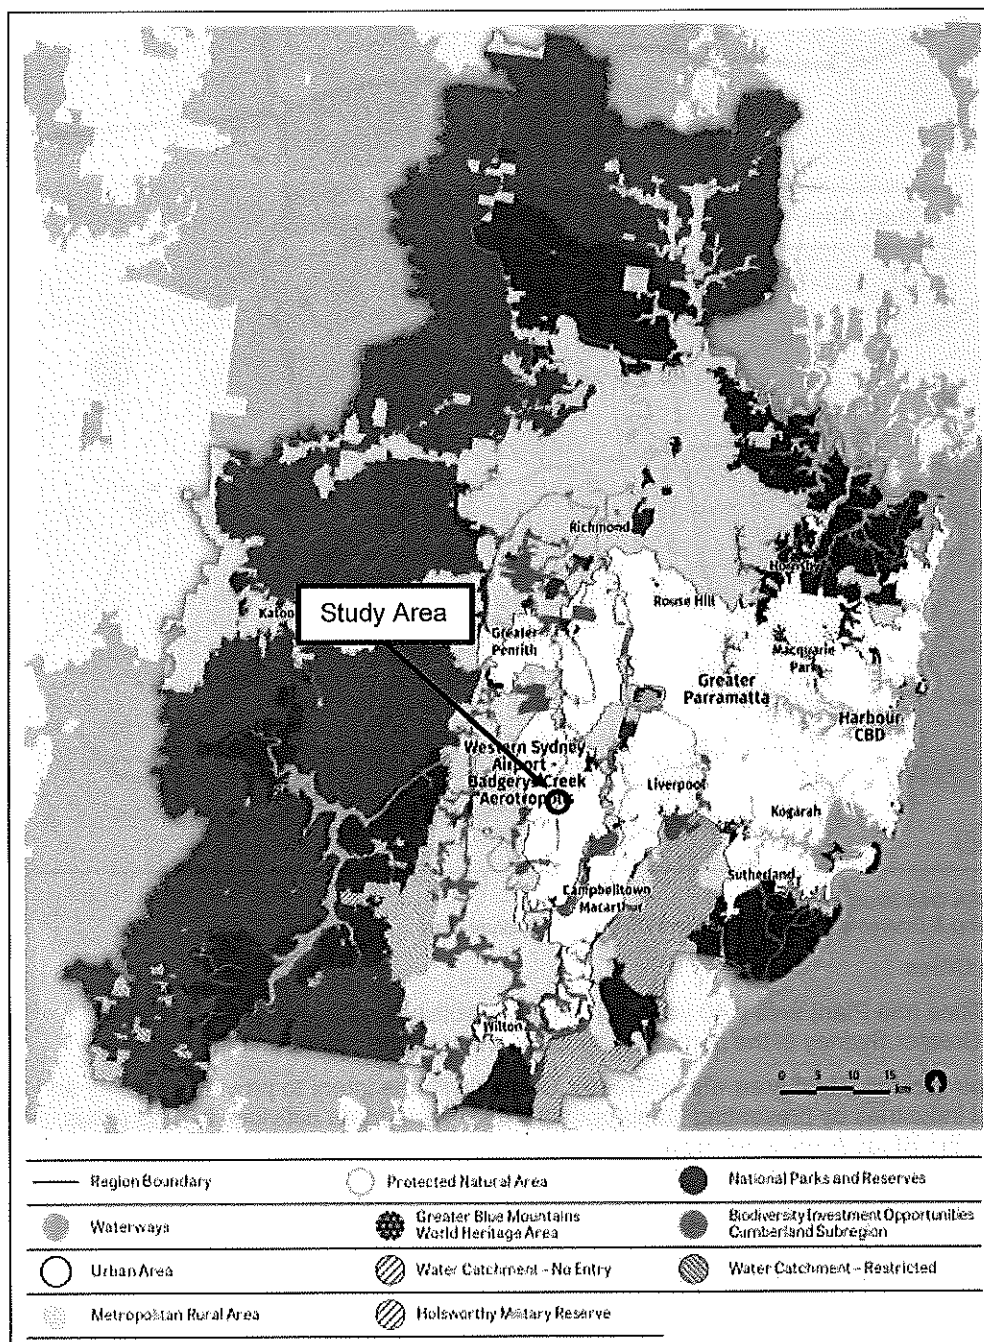 Richmond
Rouse Hill
Study Area
Greater
Penrith
Macquarie
Park
Greater
Parramatta
Harbour
CBD
Western Sydney
Airport -
Badgerys Creek
Aerotropolis
Liverpool
Kogarah
Sutherland
Campbelltown
Macarthur
Wilton
0 5 10 15
km
Region Boundary
Protected Natural Area
National Parks and Reserves
Waterways
Greater Blue Mountains
World Heritage Area
Biodiversity Investment Opportunities
Cumberland Subregion
Urban Area
Water Catchment - No Entry
Water Catchment - Restricted
Metropolitan Rural Area
Holsworthy Military Reserve